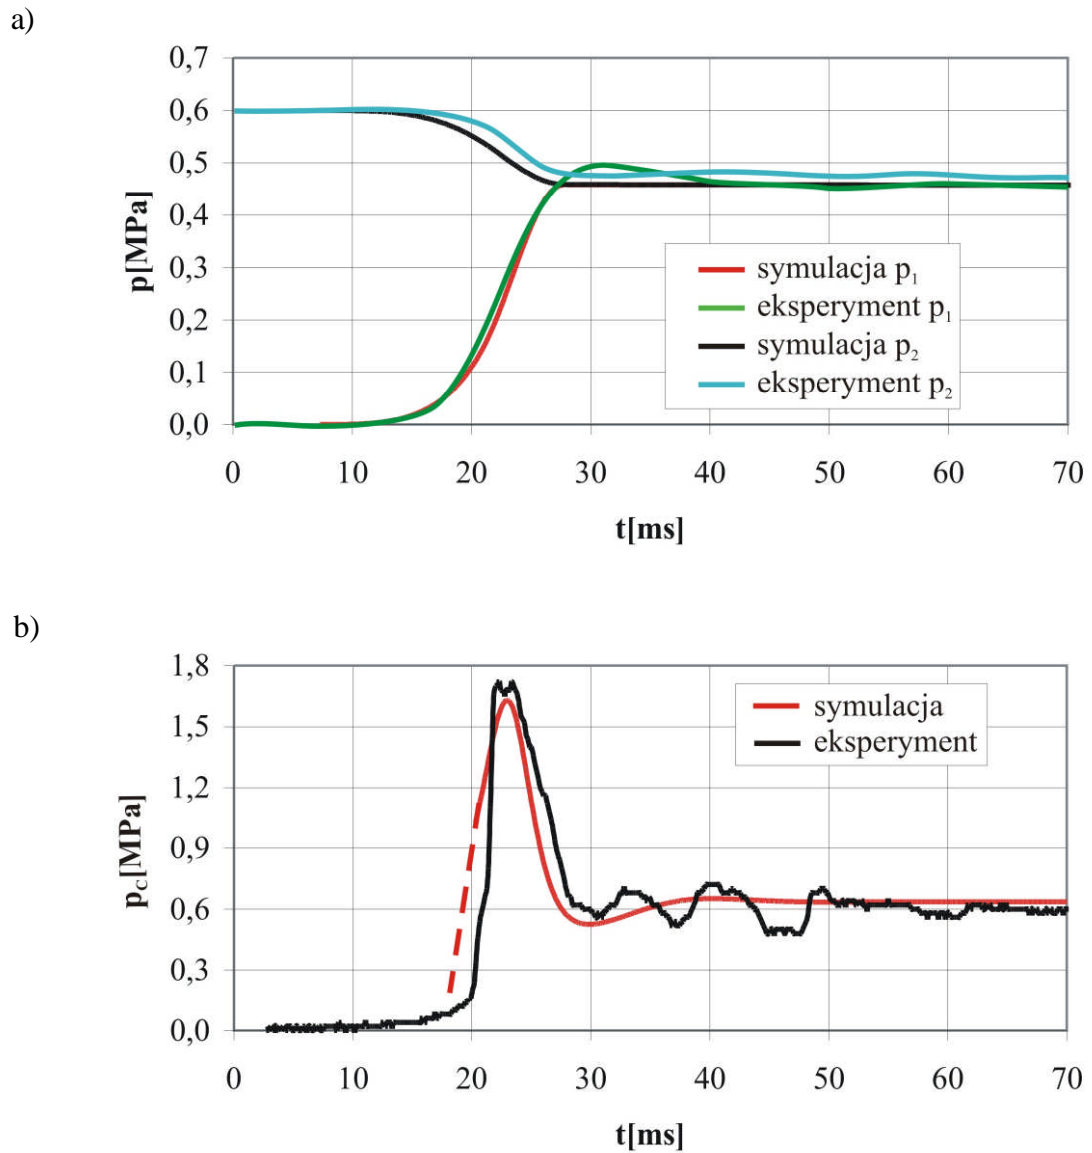 a)
0,7
0,6
0,5
0,4
0,3
0,2
0,1
0,0
p[MPa]
symulacja p₁
eksperyment p₁
symulacja p₂
eksperyment p₂
0 10 20 30 40 50 60 70
t[ms]
b)
1,8
1,5
1,2
0,9
0,6
0,3
0,0
p_c[MPa]
symulacja
eksperyment
0 10 20 30 40 50 60 70
t[ms]